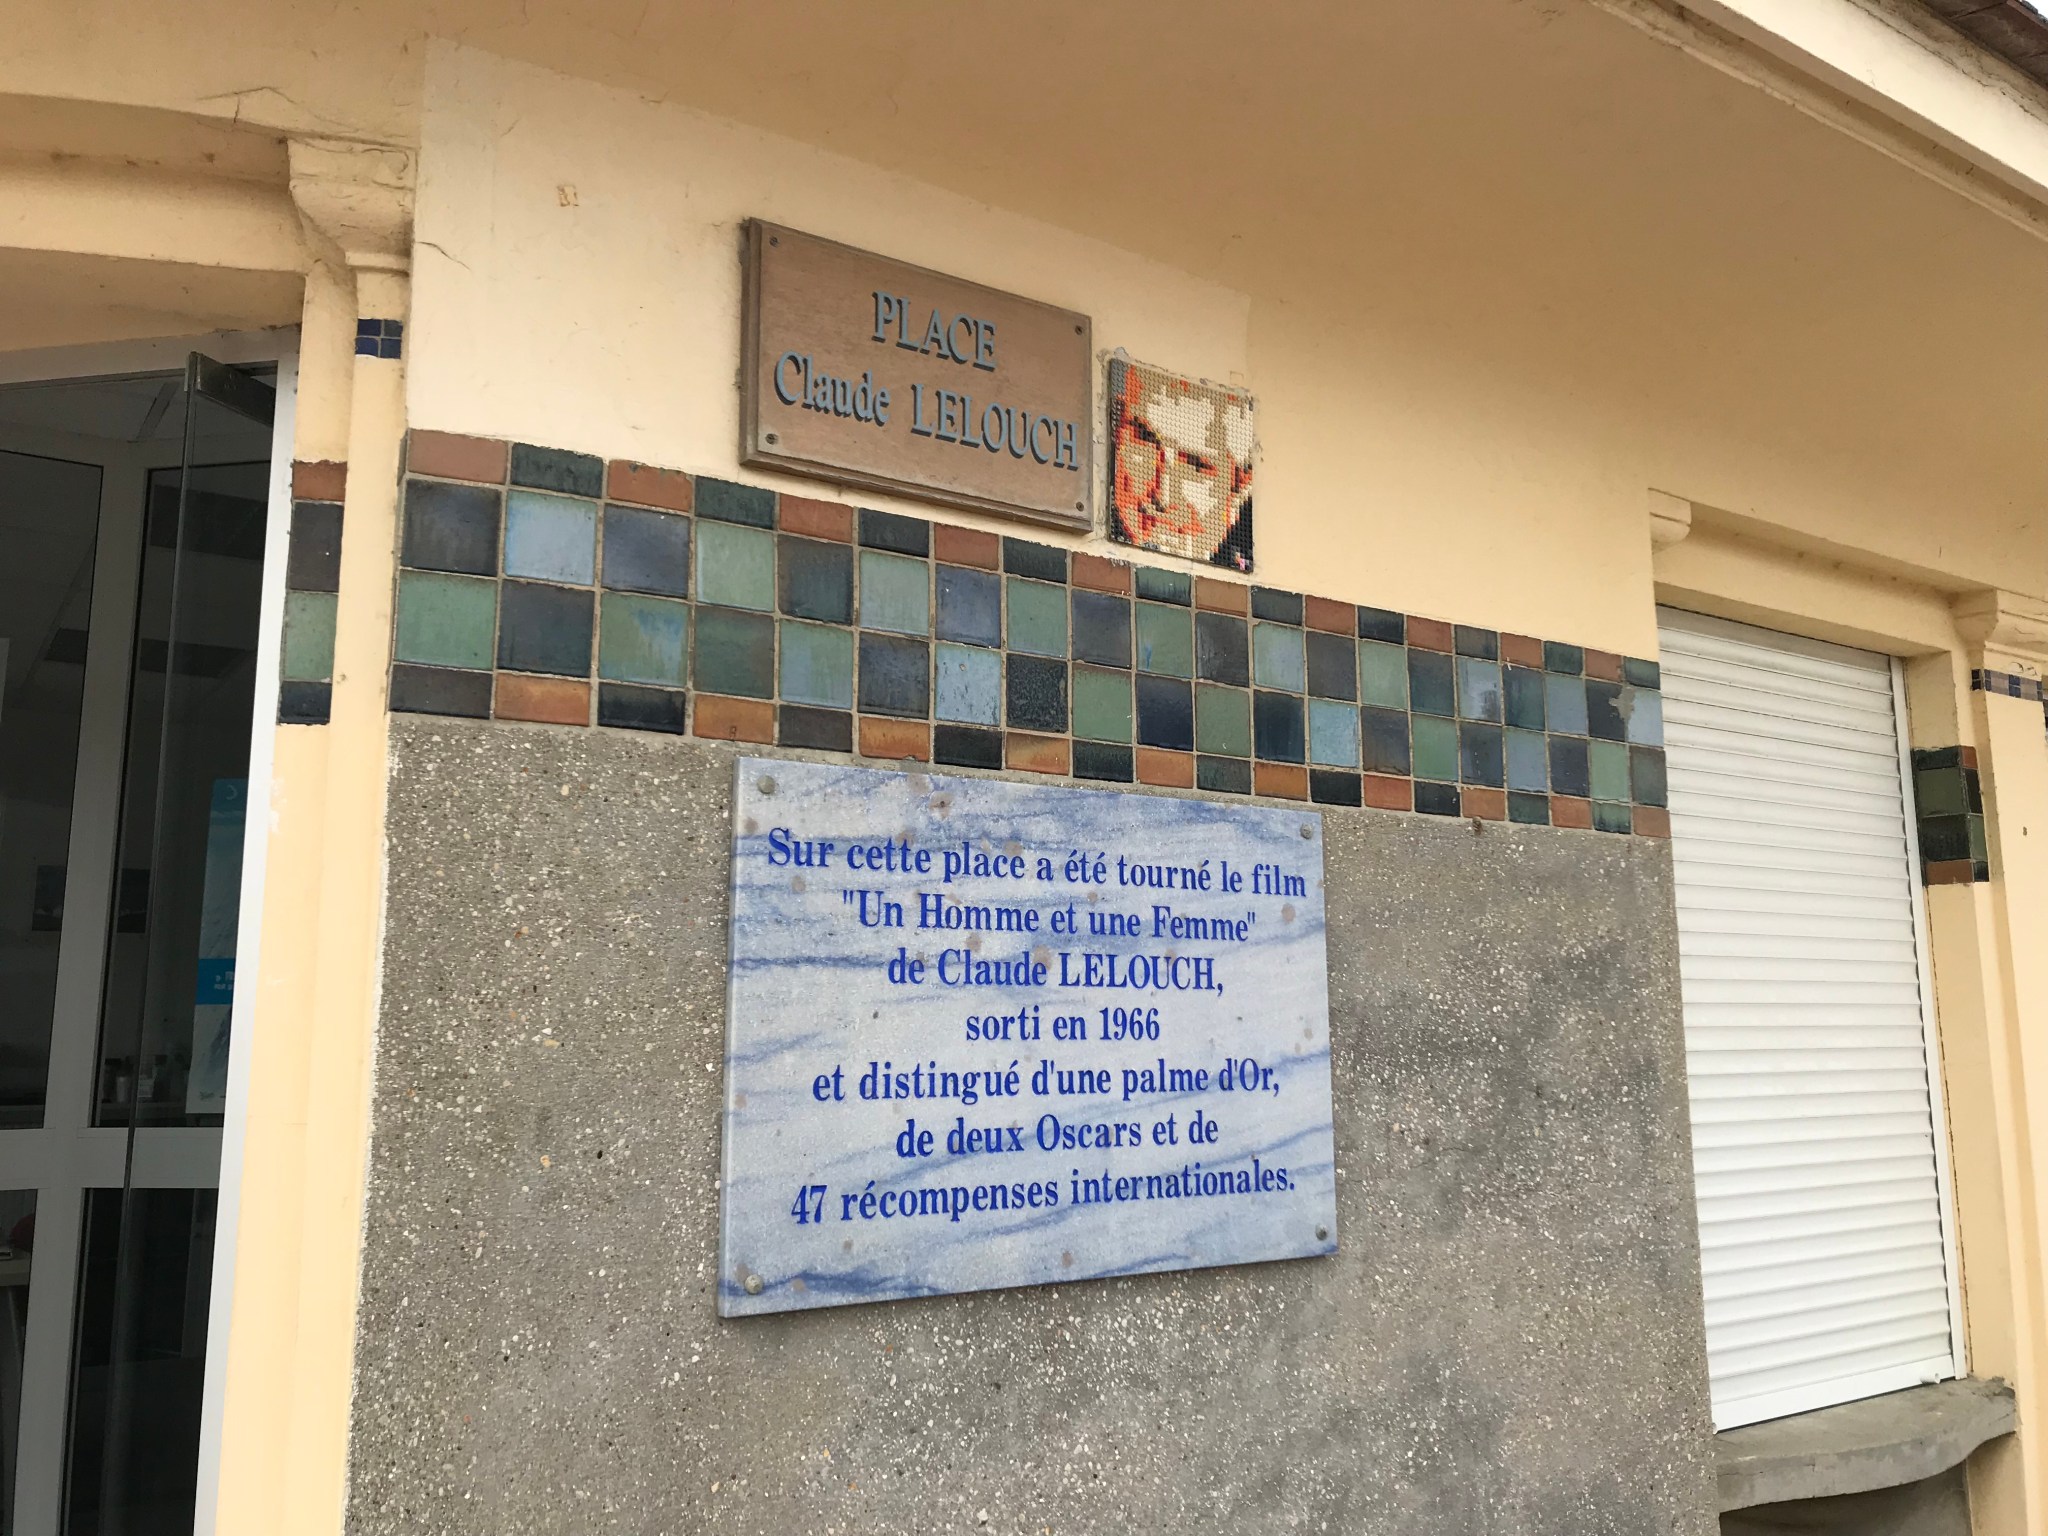 PLACE
Claude LELOUCH
Sur cette place a été tourné le film
"Un Homme et une Femme"
de Claude LELOUCH,
sorti en 1966
et distingué d'une palme d'Or,
de deux Oscars et de
47 récompenses internationales.